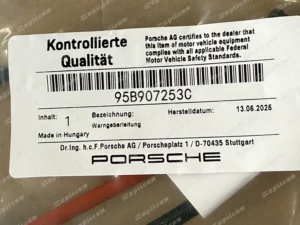 Kontrollierte
Qualität
Porsche AG certifies to the dealer that
this item of motor vehicle equipment
complies with all applicable Federal
Motor Vehicle Safety Standards.
95B907253C
Inhalt: 1
Bezeichnung:
Warngeberleitung
Herstelldatum:
13.06.2025
Made in Hungary
Dr.Ing. h.c.F.Porsche AG / Porscheplatz 1 / D-70435 Stuttgart
PORSCHE